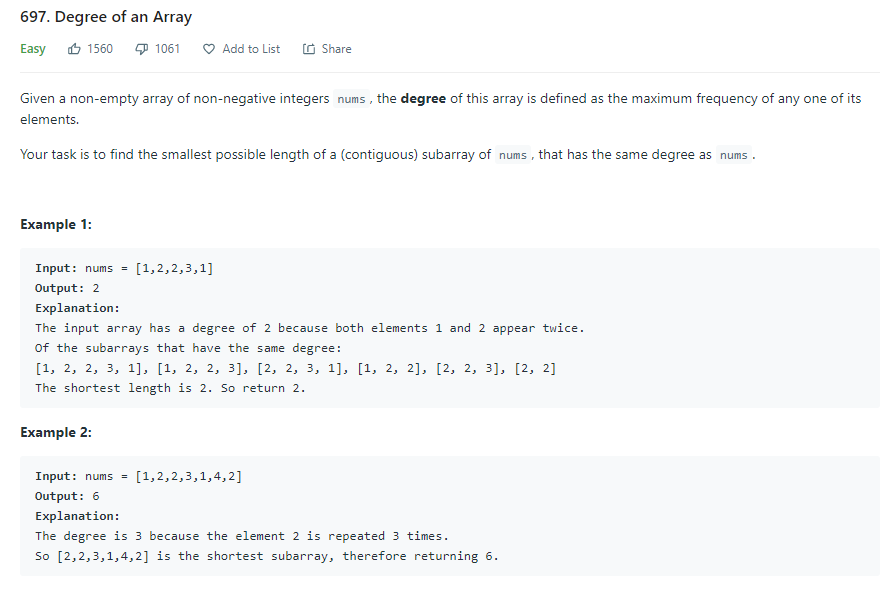 697. Degree of an Array
Easy 1560 1061 Add to List Share
Given a non-empty array of non-negative integers nums , the degree of this array is defined as the maximum frequency of any one of its
elements.
Your task is to find the smallest possible length of a (contiguous) subarray of nums , that has the same degree as nums .
Example 1:
Input: nums = [1,2,2,3,1]
Output: 2
Explanation:
The input array has a degree of 2 because both elements 1 and 2 appear twice.
Of the subarrays that have the same degree:
[1, 2, 2, 3, 1], [1, 2, 2, 3], [2, 2, 3, 1], [1, 2, 2], [2, 2, 3], [2, 2]
The shortest length is 2. So return 2.
Example 2:
Input: nums = [1,2,2,3,1,4,2]
Output: 6
Explanation:
The degree is 3 because the element 2 is repeated 3 times.
So [2,2,3,1,4,2] is the shortest subarray, therefore returning 6.